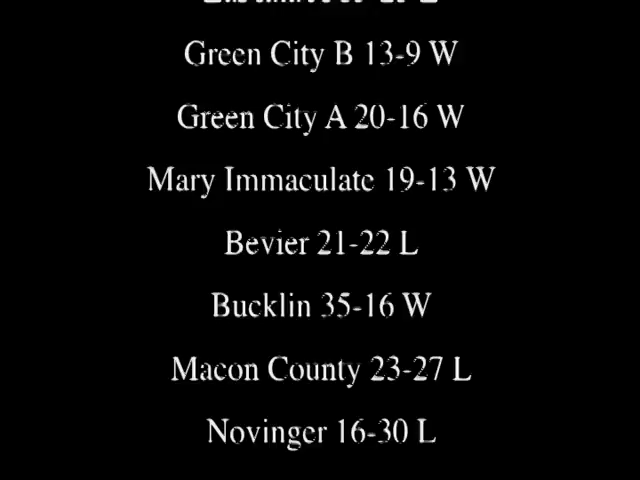 Green City B 13-9 W
Green City A 20-16 W
Mary Immaculate 19-13 W
Bevier 21-22 L
Bucklin 35-16 W
Macon County 23-27 L
Novinger 16-30 L